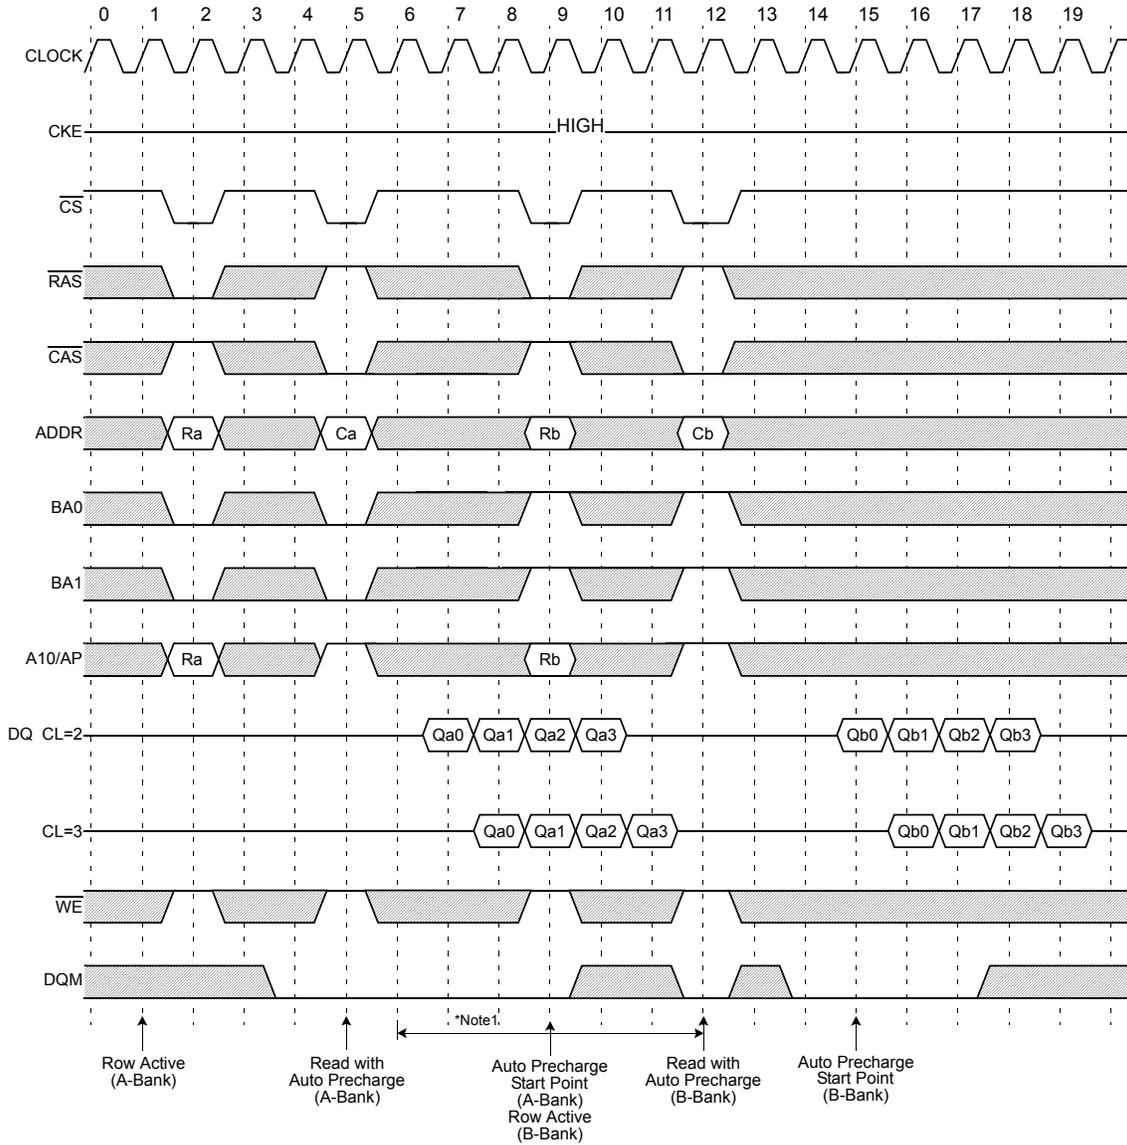 0 1 2 3 4 5 6 7 8 9 10 11 12 13 14 15 16 17 18 19
CLOCK
CKE HIGH
CS
RAS
CAS
ADDR Ra Ca Rb Cb
BA0
BA1
A10/AP Ra Rb
DQ CL=2 Qa0 Qa1 Qa2 Qa3 Qb0 Qb1 Qb2 Qb3
CL=3 Qa0 Qa1 Qa2 Qa3 Qb0 Qb1 Qb2 Qb3
WE
DQM
*Note1
Row Active
(A-Bank)
Read with
Auto Precharge
(A-Bank)
Auto Precharge
Start Point
(A-Bank)
Row Active
(B-Bank)
Read with
Auto Precharge
(B-Bank)
Auto Precharge
Start Point
(B-Bank)